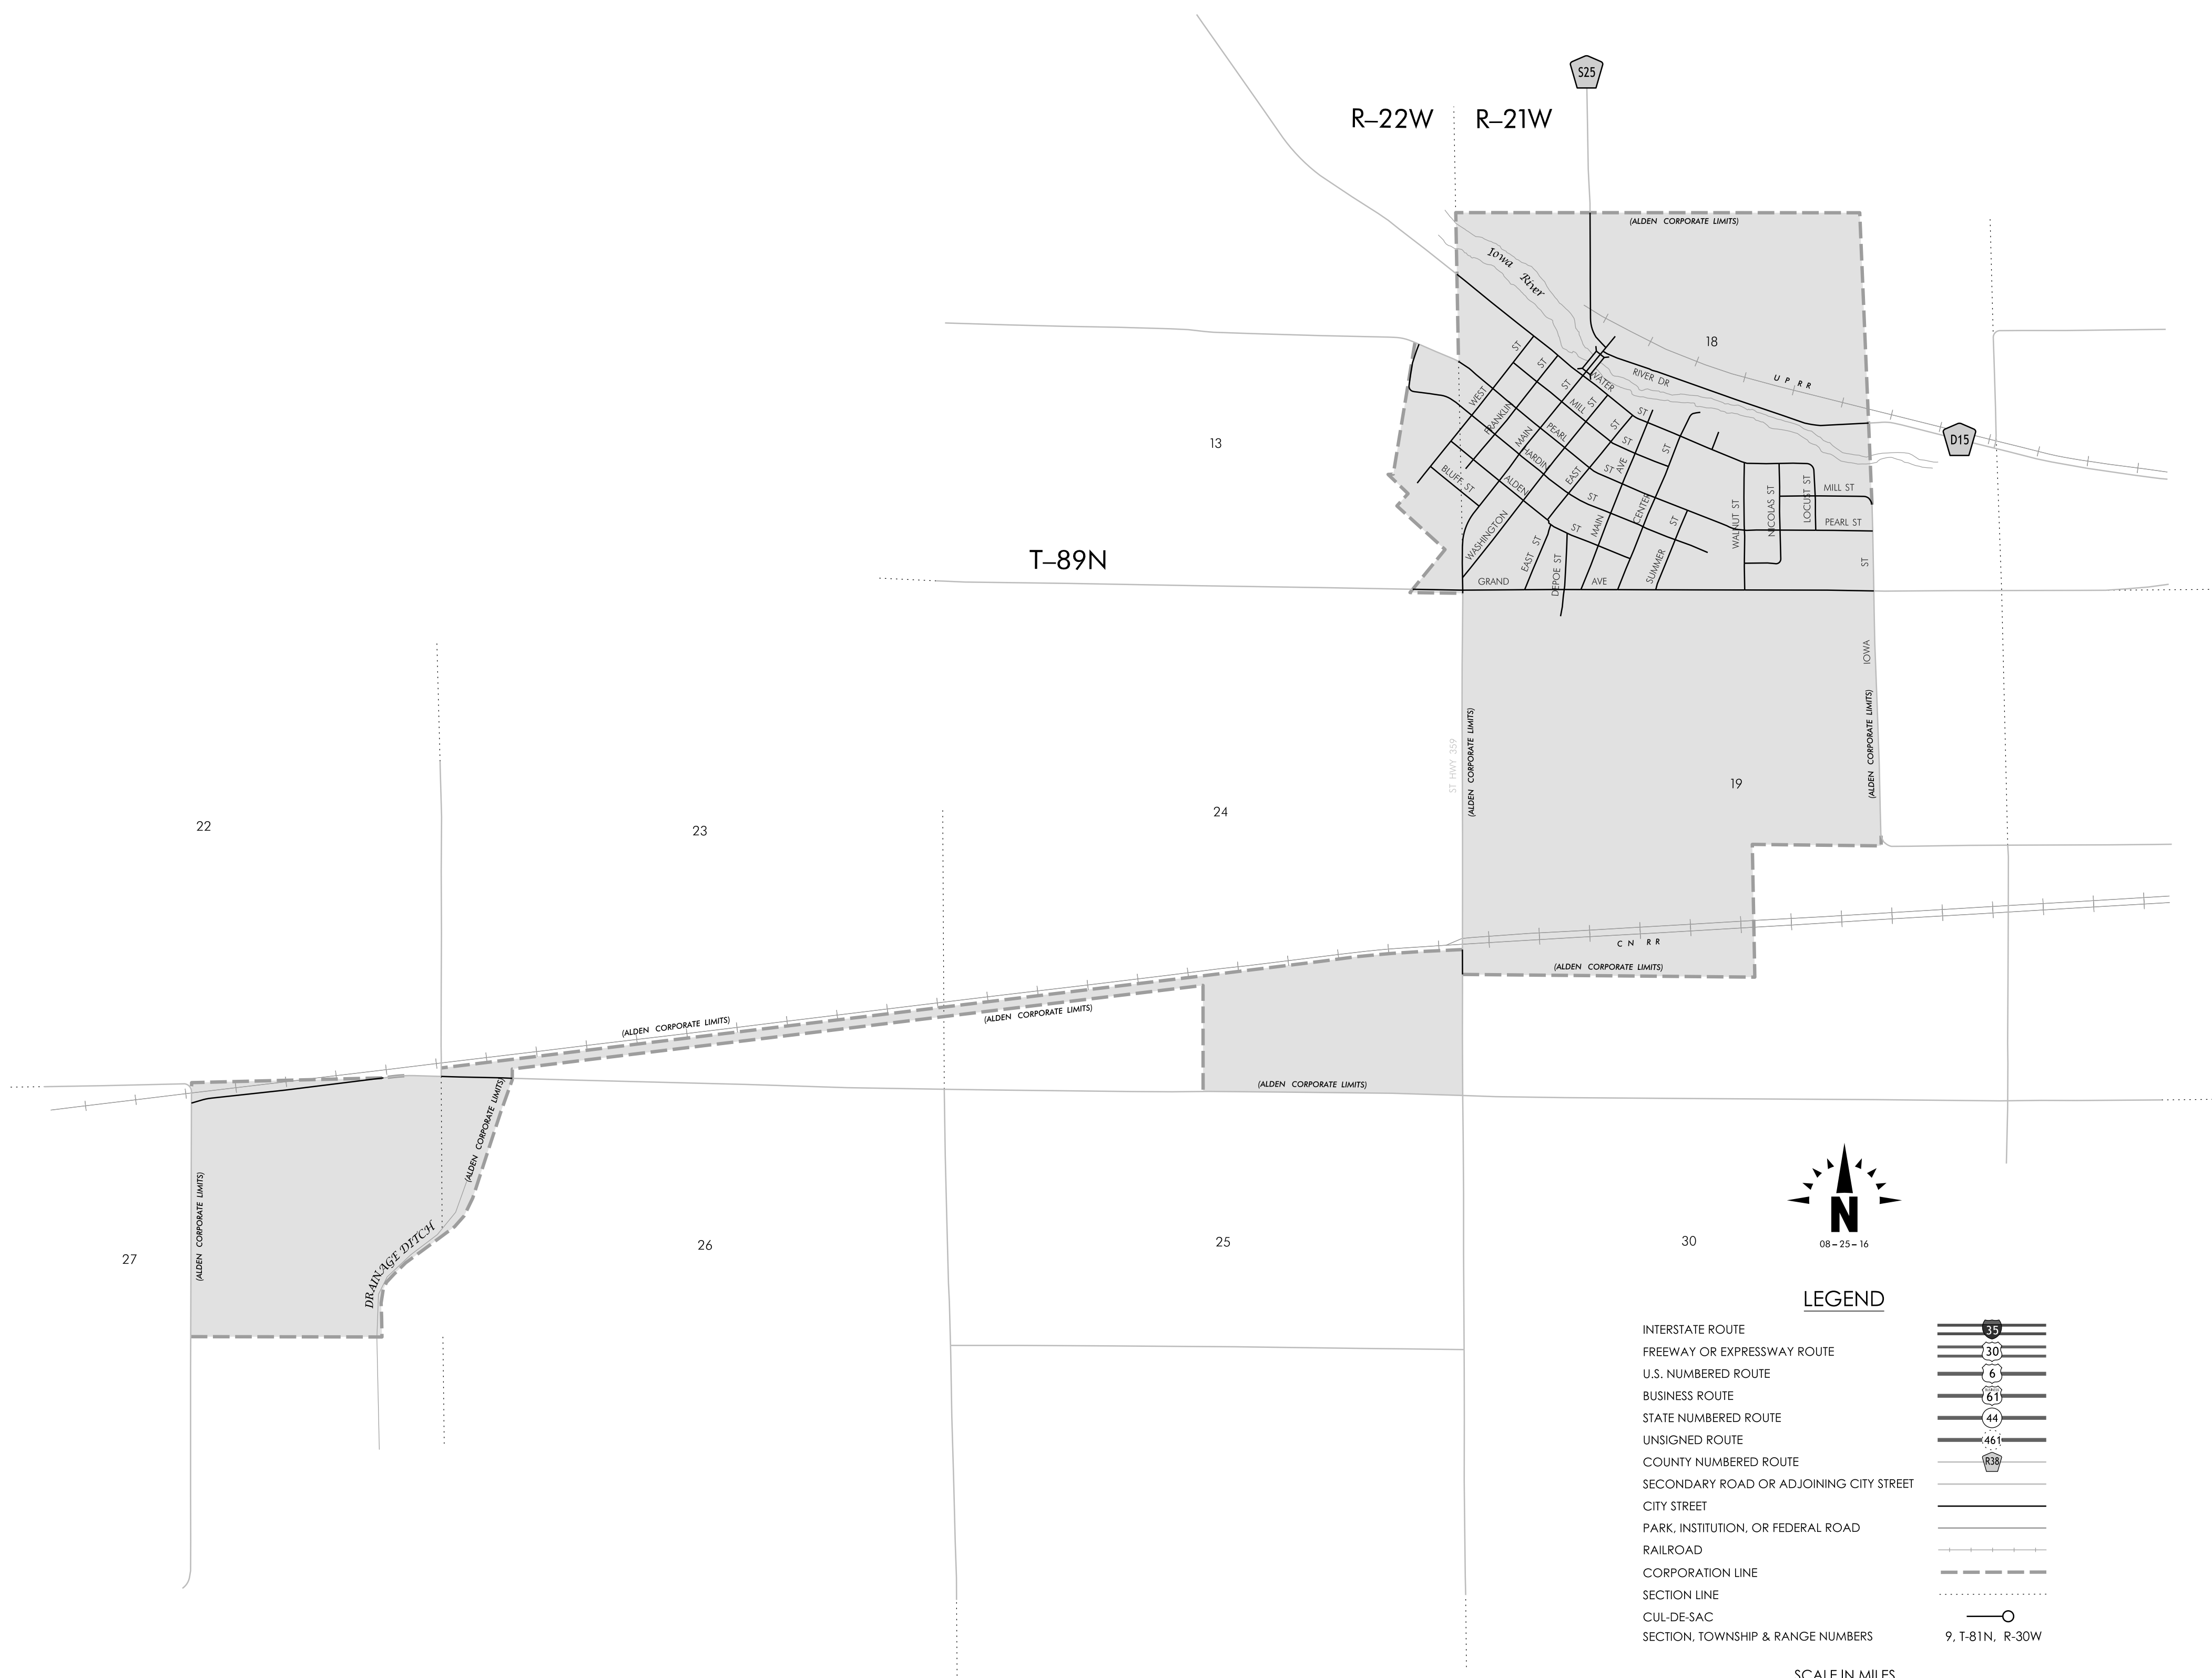 S25
R–22W
R–21W
(ALDEN CORPORATE LIMITS)
Iowa River
18
U P R R
RIVER DR
D15
WATER ST
MILL ST
PEARL ST
HARDIN ST
ALDEN ST
BLUFF ST
WEST ST
FRANKLIN ST
MAIN ST
WASHINGTON ST
EAST ST
EAST ST
DEPOE ST
MAIN AVE
CENTER ST
SUMMER ST
WALNUT ST
NICOLAS ST
LOCUST ST
MILL ST
PEARL ST
GRAND AVE
IOWA ST
13
T–89N
ST HWY 359
(ALDEN CORPORATE LIMITS)
(ALDEN CORPORATE LIMITS)
19
22
23
24
C N R R
(ALDEN CORPORATE LIMITS)
(ALDEN CORPORATE LIMITS)
(ALDEN CORPORATE LIMITS)
(ALDEN CORPORATE LIMITS)
(ALDEN CORPORATE LIMITS)
(ALDEN CORPORATE LIMITS)
DRAINAGE DITCH
27
26
25
30
N
08–25–16
LEGEND
INTERSTATE ROUTE 35
FREEWAY OR EXPRESSWAY ROUTE 30
U.S. NUMBERED ROUTE 6
BUSINESS ROUTE 61
STATE NUMBERED ROUTE 44
UNSIGNED ROUTE 461
COUNTY NUMBERED ROUTE R38
SECONDARY ROAD OR ADJOINING CITY STREET
CITY STREET
PARK, INSTITUTION, OR FEDERAL ROAD
RAILROAD
CORPORATION LINE
SECTION LINE
CUL-DE-SAC
SECTION, TOWNSHIP & RANGE NUMBERS 9, T-81N, R-30W
SCALE IN MILES